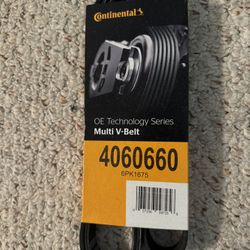 Continental
OE Technology Series
Multi V-Belt
4060660
6PK1675